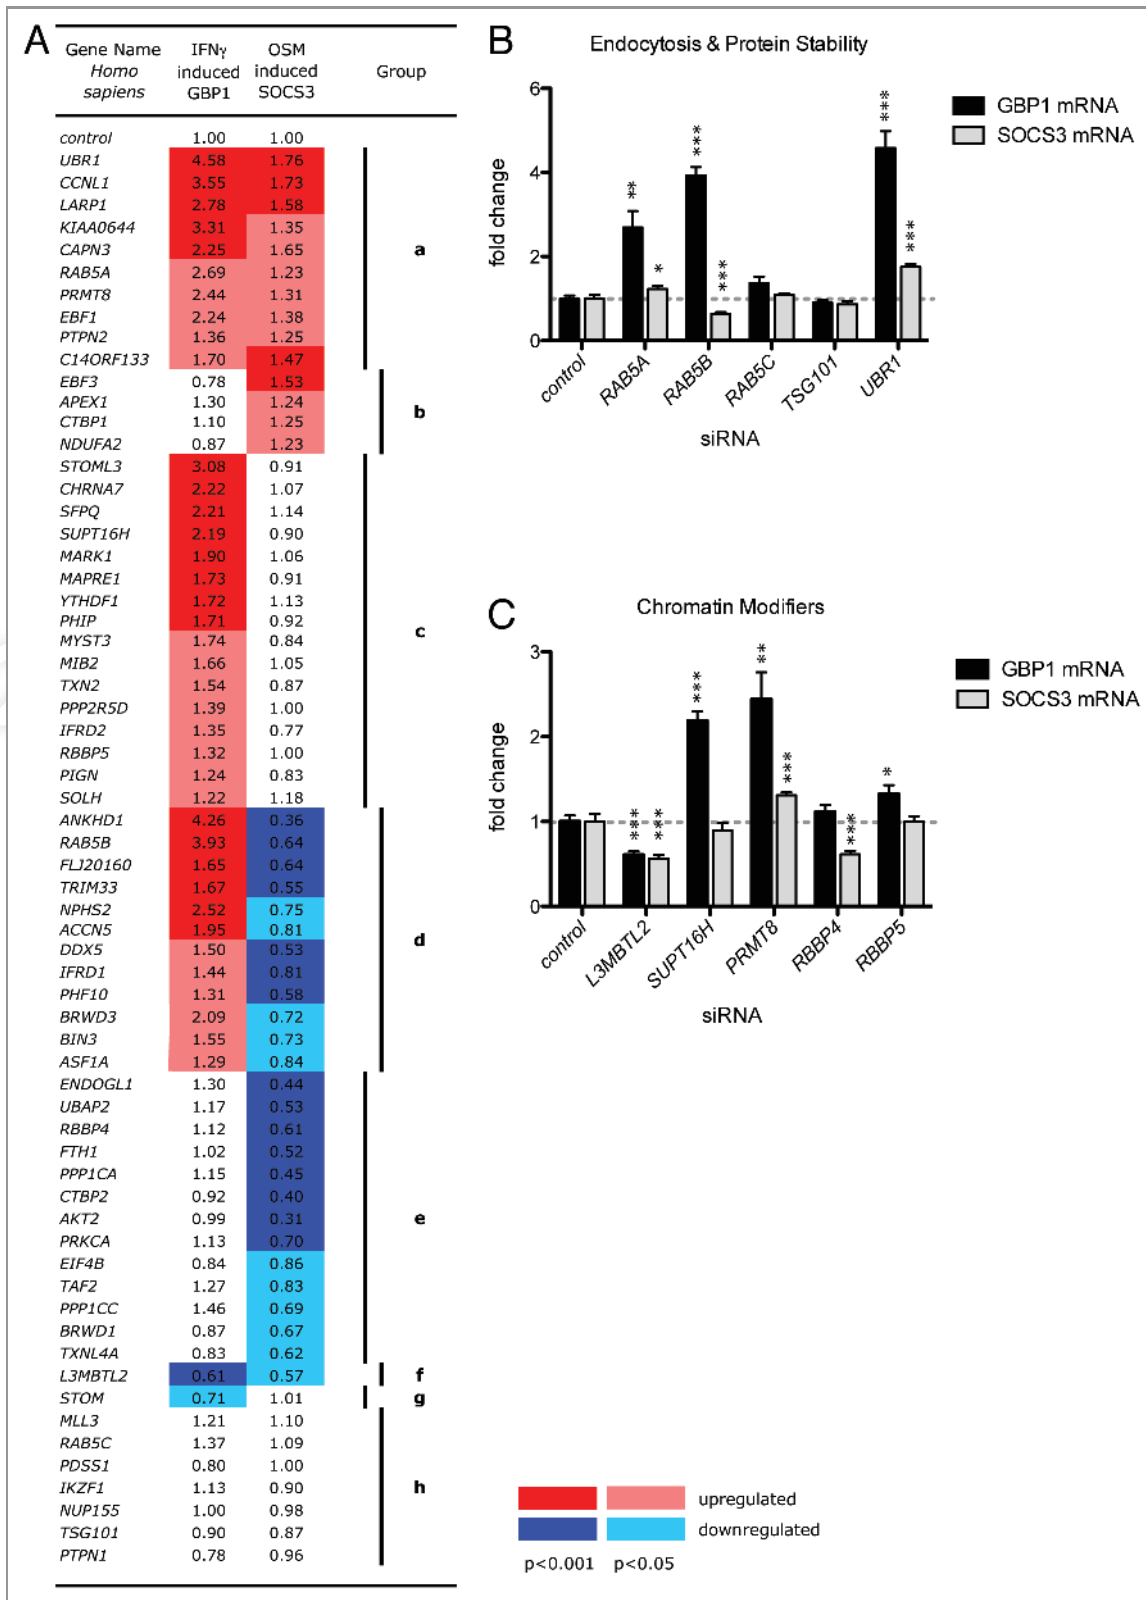 A
Gene Name IFNγ OSM
Homo induced induced Group
sapiens GBP1 SOCS3
control 1.00 1.00
UBR1 4.58 1.76
CCNL1 3.55 1.73
LARP1 2.78 1.58
KIAA0644 3.31 1.35
CAPN3 2.25 1.65 a
RAB5A 2.69 1.23
PRMT8 2.44 1.31
EBF1 2.24 1.38
PTPN2 1.36 1.25
C14ORF133 1.70 1.47
EBF3 0.78 1.53
APEX1 1.30 1.24 b
CTBP1 1.10 1.25
NDUFA2 0.87 1.23
STOML3 3.08 0.91
CHRNA7 2.22 1.07
SFPQ 2.21 1.14
SUPT16H 2.19 0.90
MARK1 1.90 1.06
MAPRE1 1.73 0.91
YTHDF1 1.72 1.13
PHIP 1.71 0.92 c
MYST3 1.74 0.84
MIB2 1.66 1.05
TXN2 1.54 0.87
PPP2R5D 1.39 1.00
IFRD2 1.35 0.77
RBBP5 1.32 1.00
PIGN 1.24 0.83
SOLH 1.22 1.18
ANKHD1 4.26 0.36
RAB5B 3.93 0.64
FLJ20160 1.65 0.64
TRIM33 1.67 0.55
NPHS2 2.52 0.75
ACCN5 1.95 0.81 d
DDX5 1.50 0.53
IFRD1 1.44 0.81
PHF10 1.31 0.58
BRWD3 2.09 0.72
BIN3 1.55 0.73
ASF1A 1.29 0.84
ENDOGL1 1.30 0.44
UBAP2 1.17 0.53
RBBP4 1.12 0.61
FTH1 1.02 0.52
PPP1CA 1.15 0.45
CTBP2 0.92 0.40
AKT2 0.99 0.31 e
PRKCA 1.13 0.70
EIF4B 0.84 0.86
TAF2 1.27 0.83
PPP1CC 1.46 0.69
BRWD1 0.87 0.67
TXNL4A 0.83 0.62
L3MBTL2 0.61 0.57 f
STOM 0.71 1.01 g
MLL3 1.21 1.10
RAB5C 1.37 1.09
PDSS1 0.80 1.00
IKZF1 1.13 0.90 h
NUP155 1.00 0.98
TSG101 0.90 0.87
PTPN1 0.78 0.96
B
Endocytosis & Protein Stability
GBP1 mRNA
SOCS3 mRNA
fold change
6
4
2
0
** * *** *** *** ***
control RAB5A RAB5B RAB5C TSG101 UBR1
siRNA
C
Chromatin Modifiers
GBP1 mRNA
SOCS3 mRNA
fold change
3
2
1
0
*** *** *** ** *** *** *
control L3MBTL2 SUPT16H PRMT8 RBBP4 RBBP5
siRNA
upregulated
downregulated
p<0.001 p<0.05